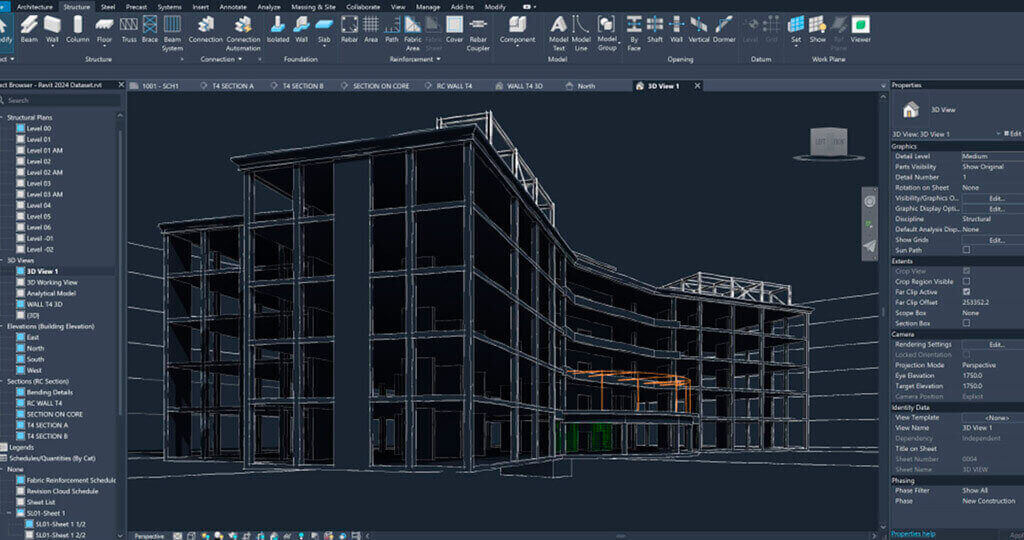 Architecture Structure Steel Precast Systems Insert Annotate Analyze Massing & Site Collaborate View Manage Add-Ins Modify
Beam Wall Column Floor Truss Brace Beam System Connection Connection Automation Isolated Wall Slab Rebar Area Path Fabric Area Fabric Sheet Cover Rebar Coupler Component Model Text Model Line Model Group By Face Shaft Wall Vertical Dormer Level Grid Set Show Ref Plane Viewer
Structure Connection Foundation Reinforcement Model Opening Datum Work Plane
ct Browser - Revit 2024 Dataset.rvt
1001 - SCH1 T4 SECTION A T4 SECTION B SECTION ON CORE RC WALL T4 WALL T4 3D North 3D View 1
Search
Structural Plans
Level 00
Level 01
Level 01 AM
Level 02
Level 02 AM
Level 03
Level 03 AM
Level 04
Level 05
Level 06
Level -01
Level -02
3D Views
3D View 1
3D Working View
Analytical Model
WALL T4 3D
{3D}
Elevations (Building Elevation)
East
North
South
West
Sections (RC Section)
Bending Details
RC WALL T4
SECTION ON CORE
T4 SECTION A
T4 SECTION B
Legends
Schedules/Quantities (By Cat)
None
Fabric Reinforcement Schedule
Revision Cloud Schedule
Sheet List
SL01-Sheet 1
SL01-Sheet 1 1/2
SL01-Sheet 1 2/2
Perspective
LEFT
Properties
3D View
3D View: 3D View 1 Edit
Graphics
Detail Level Medium
Parts Visibility Show Original
Detail Number 1
Rotation on Sheet None
Visibility/Graphics O... Edit...
Graphic Display Opti... Edit...
Discipline Structural
Default Analysis Disp... None
Show Grids Edit...
Sun Path
Extents
Crop View
Crop Region Visible
Far Clip Active
Far Clip Offset 253352.2
Scope Box None
Section Box
Camera
Rendering Settings Edit...
Locked Orientation
Projection Mode Perspective
Eye Elevation 1750.0
Target Elevation 1750.0
Camera Position Explicit
Identity Data
View Template <None>
View Name 3D View 1
Dependency Independent
Title on Sheet
Sheet Number 0004
Sheet Name 3D VIEW
Phasing
Phase Filter Show All
Phase New Construction
Properties help